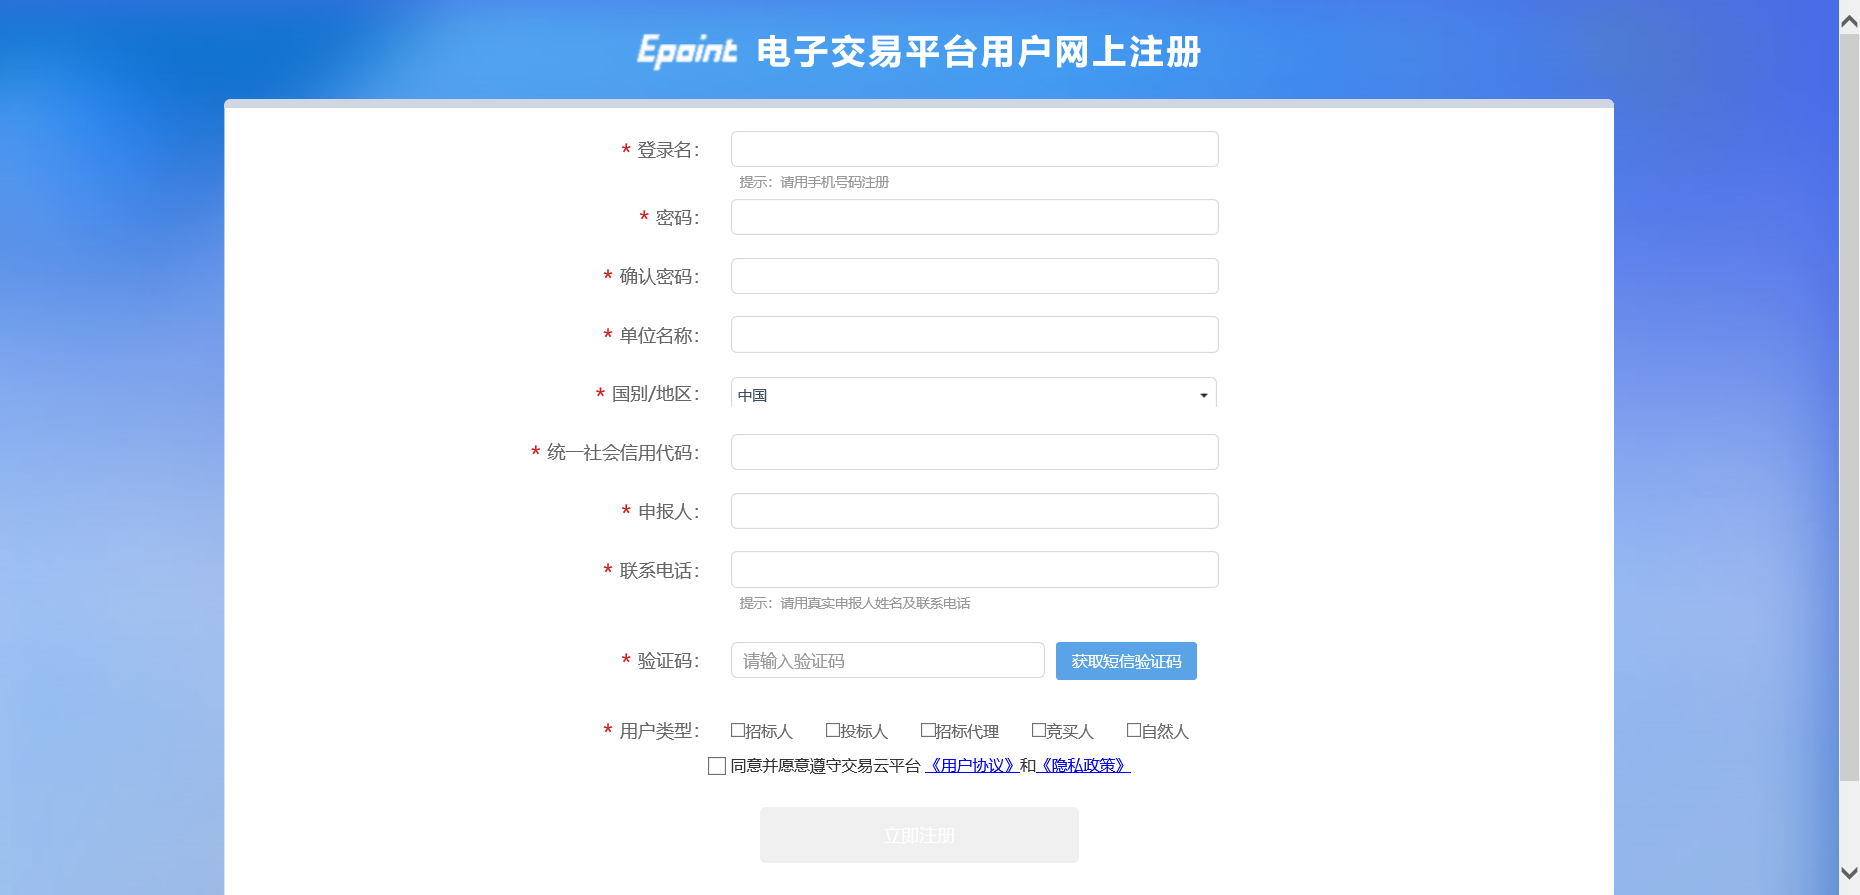 Epoint 电子交易平台用户网上注册
* 登录名：
提示：请用手机号码注册
* 密码：
* 确认密码：
* 单位名称：
* 国别/地区： 中国
* 统一社会信用代码：
* 申报人：
* 联系电话：
提示：请用真实申报人姓名及联系电话
* 验证码： 请输入验证码 获取短信验证码
* 用户类型： 招标人 投标人 招标代理 竞买人 自然人
同意并愿意遵守交易云平台 《用户协议》和《隐私政策》
立即注册